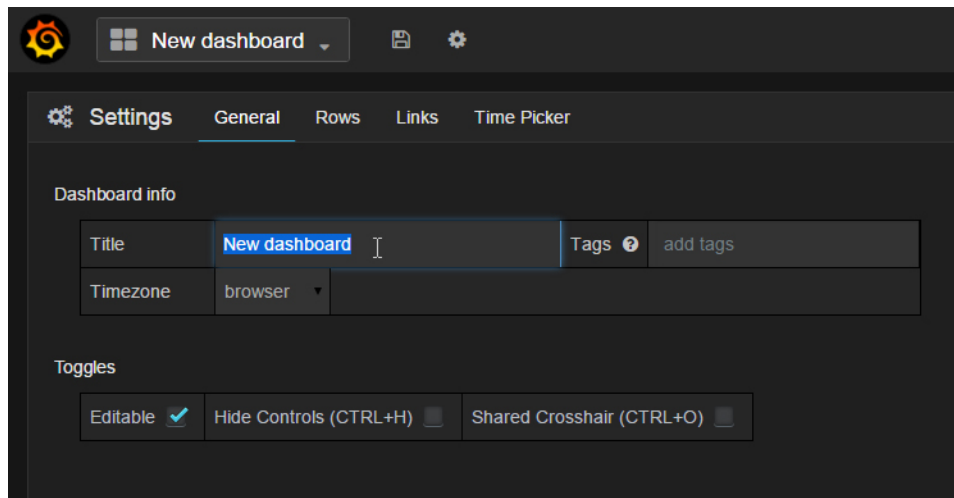 New dashboard
Settings General Rows Links Time Picker
Dashboard info
Title New dashboard Tags add tags
Timezone browser
Toggles
Editable Hide Controls (CTRL+H) Shared Crosshair (CTRL+O)